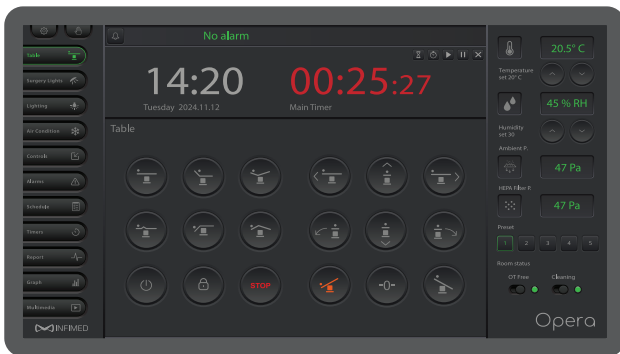 No alarm
Table
Surgery Lights
Lighting
Air Condition
Controls
Alarms
Schedule
Timers
Report
Graph
Multimedia
INFIMED
14:20
Tuesday 2024.11.12
00:25:27
Main Timer
Table
STOP
-0-
20.5° C
Temperature
set 20° C
45 % RH
Humidity
set 30
Ambient P.
47 Pa
HEPA Filter P.
47 Pa
Preset
1 2 3 4 5
Room status
OT Free Cleaning
Opera